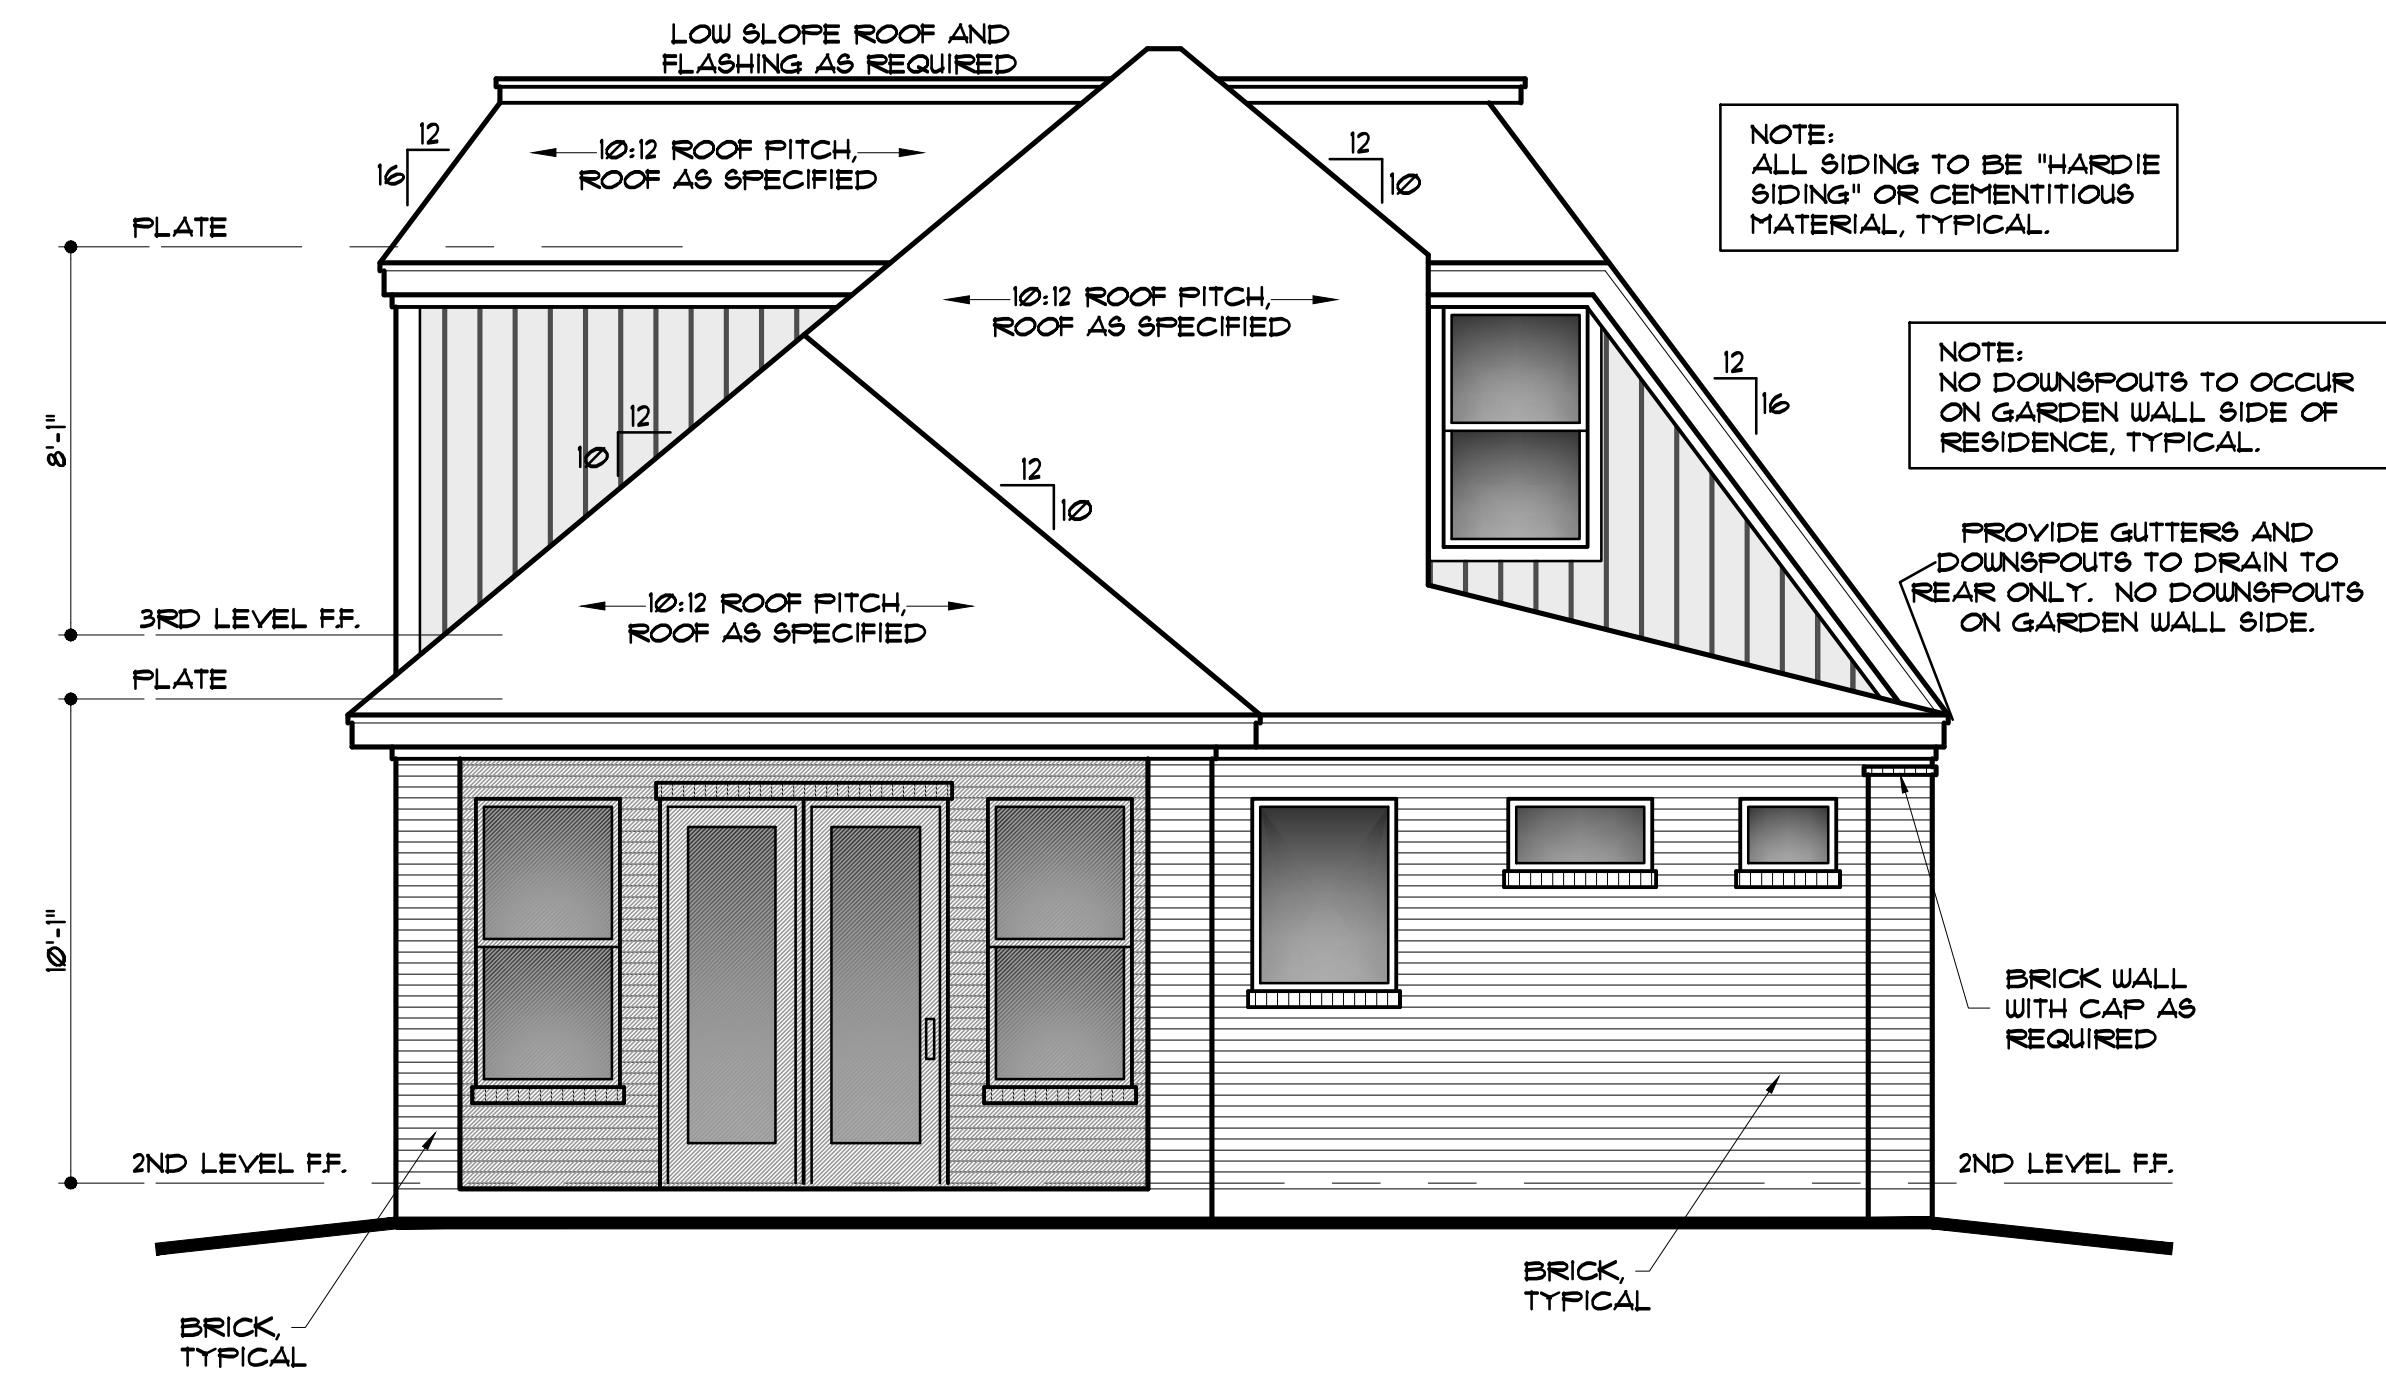 LOW SLOPE ROOF AND
FLASHING AS REQUIRED
12
16
10:12 ROOF PITCH,
ROOF AS SPECIFIED
12
10
NOTE:
ALL SIDING TO BE "HARDIE
SIDING" OR CEMENTITIOUS
MATERIAL, TYPICAL.
PLATE
10:12 ROOF PITCH,
ROOF AS SPECIFIED
12
16
NOTE:
NO DOWNSPOUTS TO OCCUR
ON GARDEN WALL SIDE OF
RESIDENCE, TYPICAL.
8'-1"
12
10
12
10
PROVIDE GUTTERS AND
DOWNSPOUTS TO DRAIN TO
REAR ONLY. NO DOWNSPOUTS
ON GARDEN WALL SIDE.
10:12 ROOF PITCH,
ROOF AS SPECIFIED
3RD LEVEL F.F.
PLATE
10'-1"
BRICK WALL
WITH CAP AS
REQUIRED
2ND LEVEL F.F.
2ND LEVEL F.F.
BRICK,
TYPICAL
BRICK,
TYPICAL